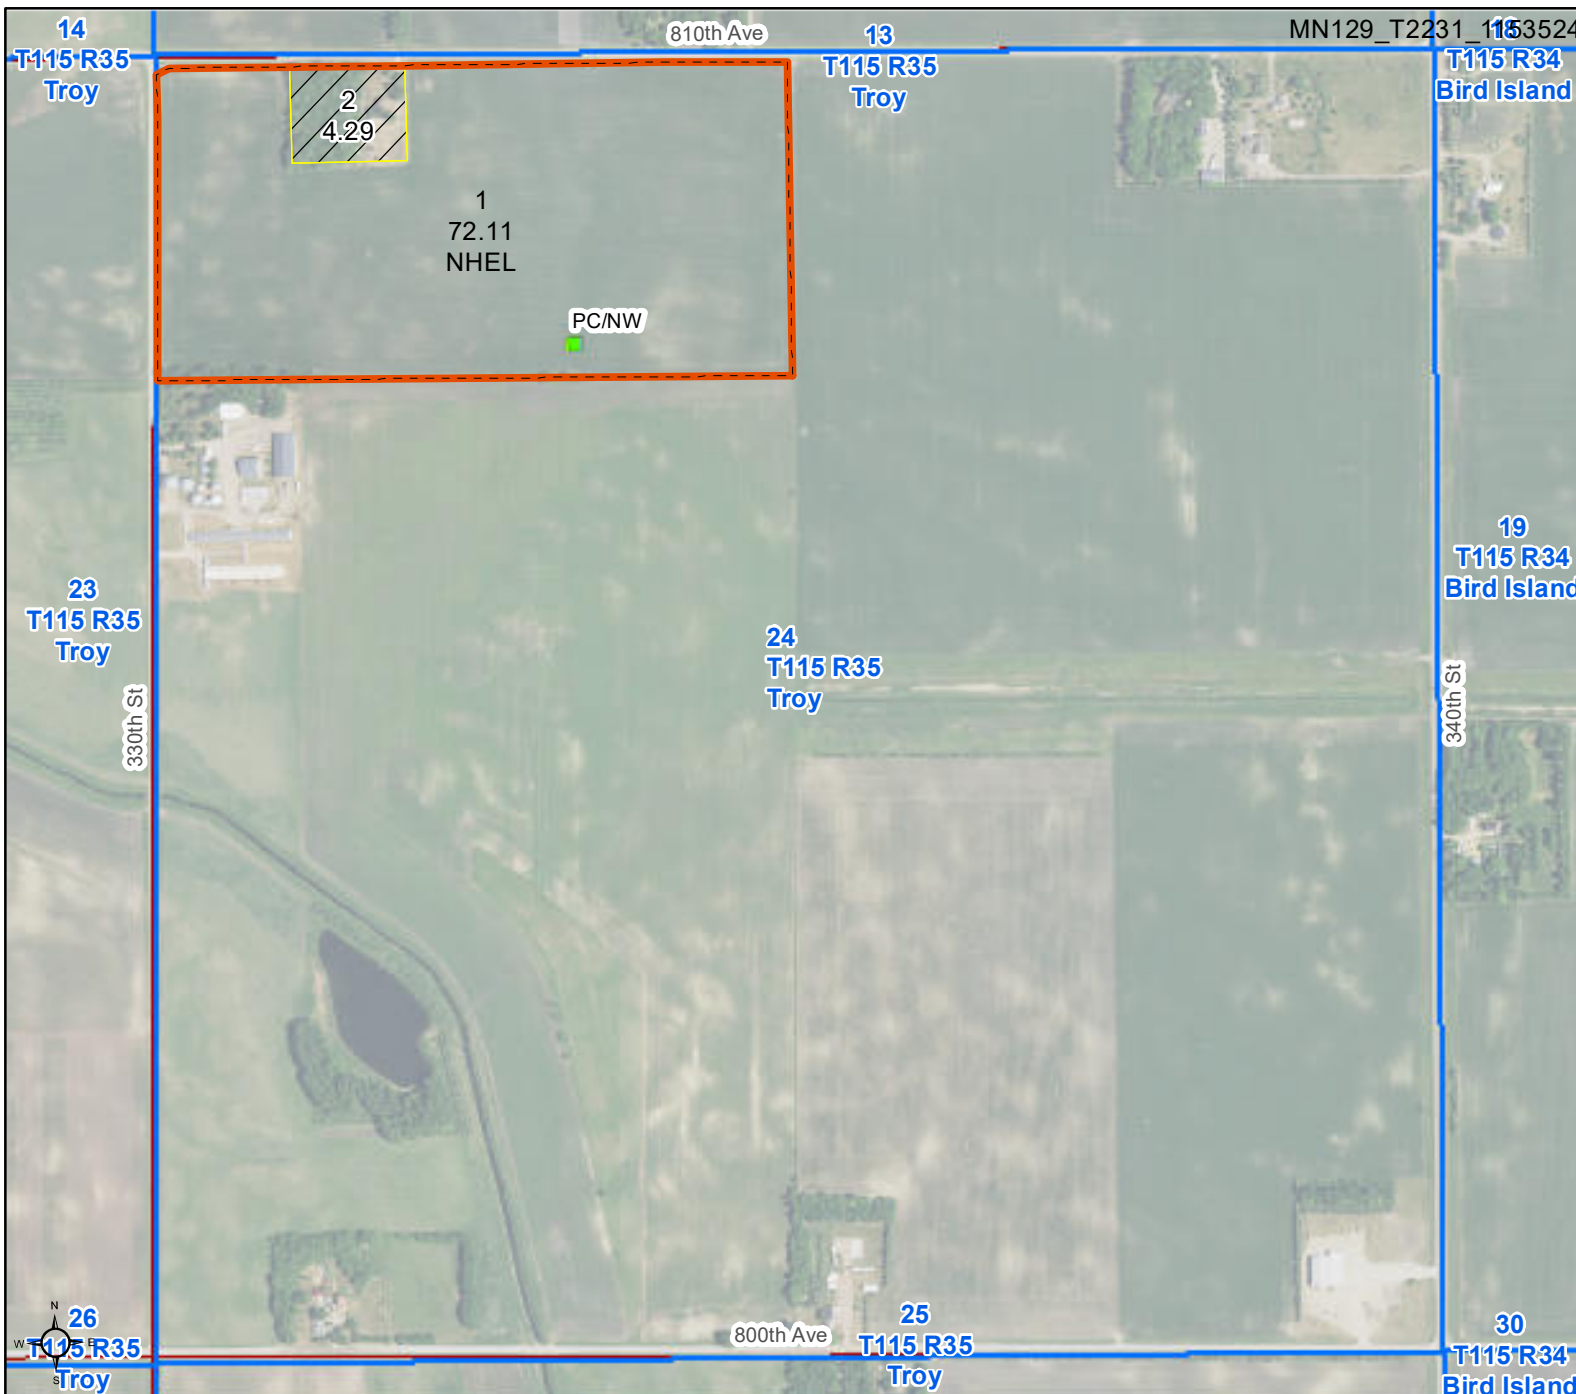 14
T115 R35
Troy
810th Ave
13
T115 R35
Troy
MN129_T2231_1153524
18
T115 R34
Bird Island
2
4.29
1
72.11
NHEL
PC/NW
19
T115 R34
Bird Island
23
T115 R35
Troy
24
T115 R35
Troy
330th St
340th St
N
W
E
S
26
T115 R35
Troy
800th Ave
25
T115 R35
Troy
30
T115 R34
Bird Island